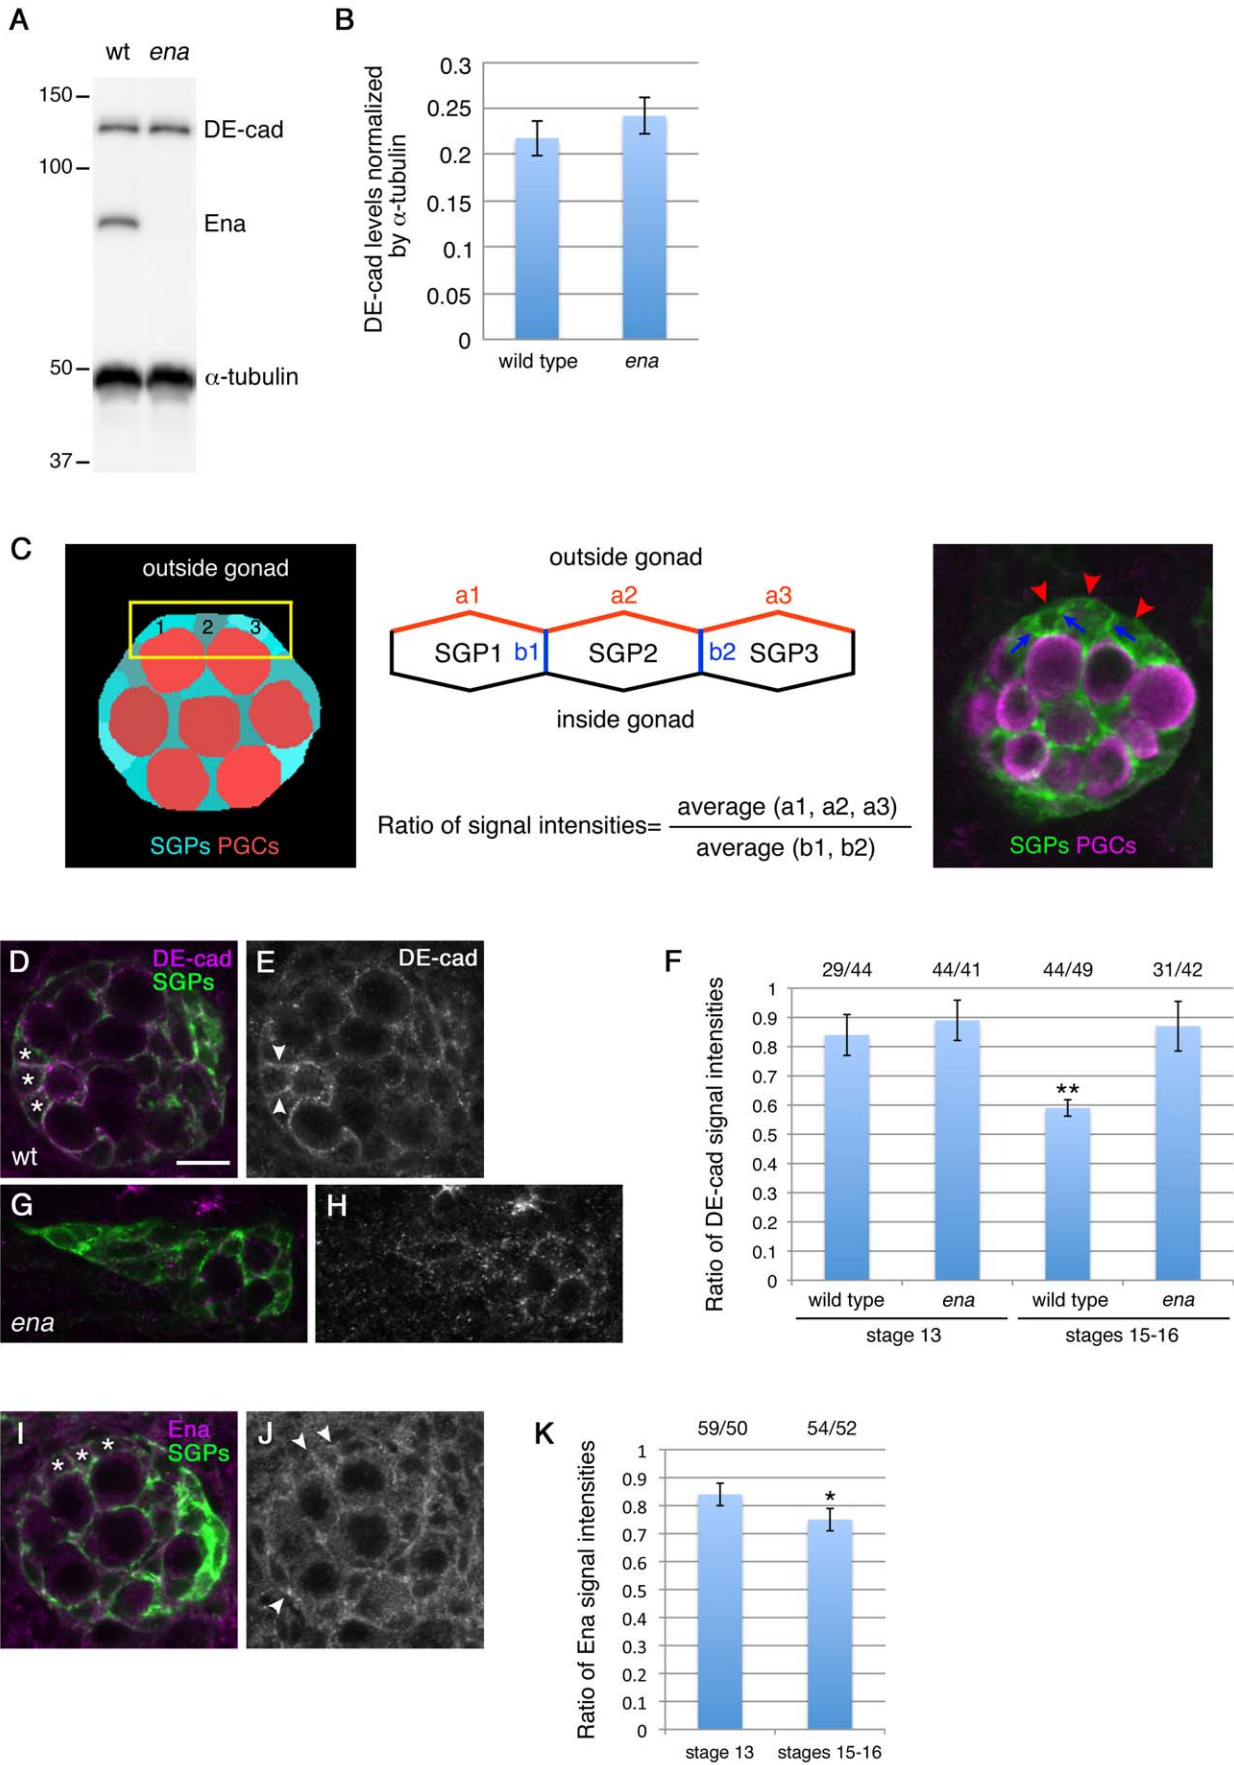 A
wt ena
150
DE-cad
100
Ena
50
α-tubulin
37
B
DE-cad levels normalized
by α-tubulin
0.3
0.25
0.2
0.15
0.1
0.05
0
wild type ena
C
outside gonad
1 2 3
SGPs PGCs
outside gonad
a1 a2 a3
SGP1 b1 SGP2 b2 SGP3
inside gonad
Ratio of signal intensities=
average (a1, a2, a3)
average (b1, b2)
SGPs PGCs
D
DE-cad
SGPs
*
*
*
wt
E
DE-cad
F
29/44 44/41 44/49 31/42
Ratio of DE-cad signal intensities
1
0.9
0.8
0.7
0.6
0.5
0.4
0.3
0.2
0.1
0
**
wild type ena wild type ena
stage 13 stages 15-16
G
ena
H
I
Ena
SGPs
* * *
J
K
59/50 54/52
Ratio of Ena signal intensities
1
0.9
0.8
0.7
0.6
0.5
0.4
0.3
0.2
0.1
0
*
stage 13 stages 15-16